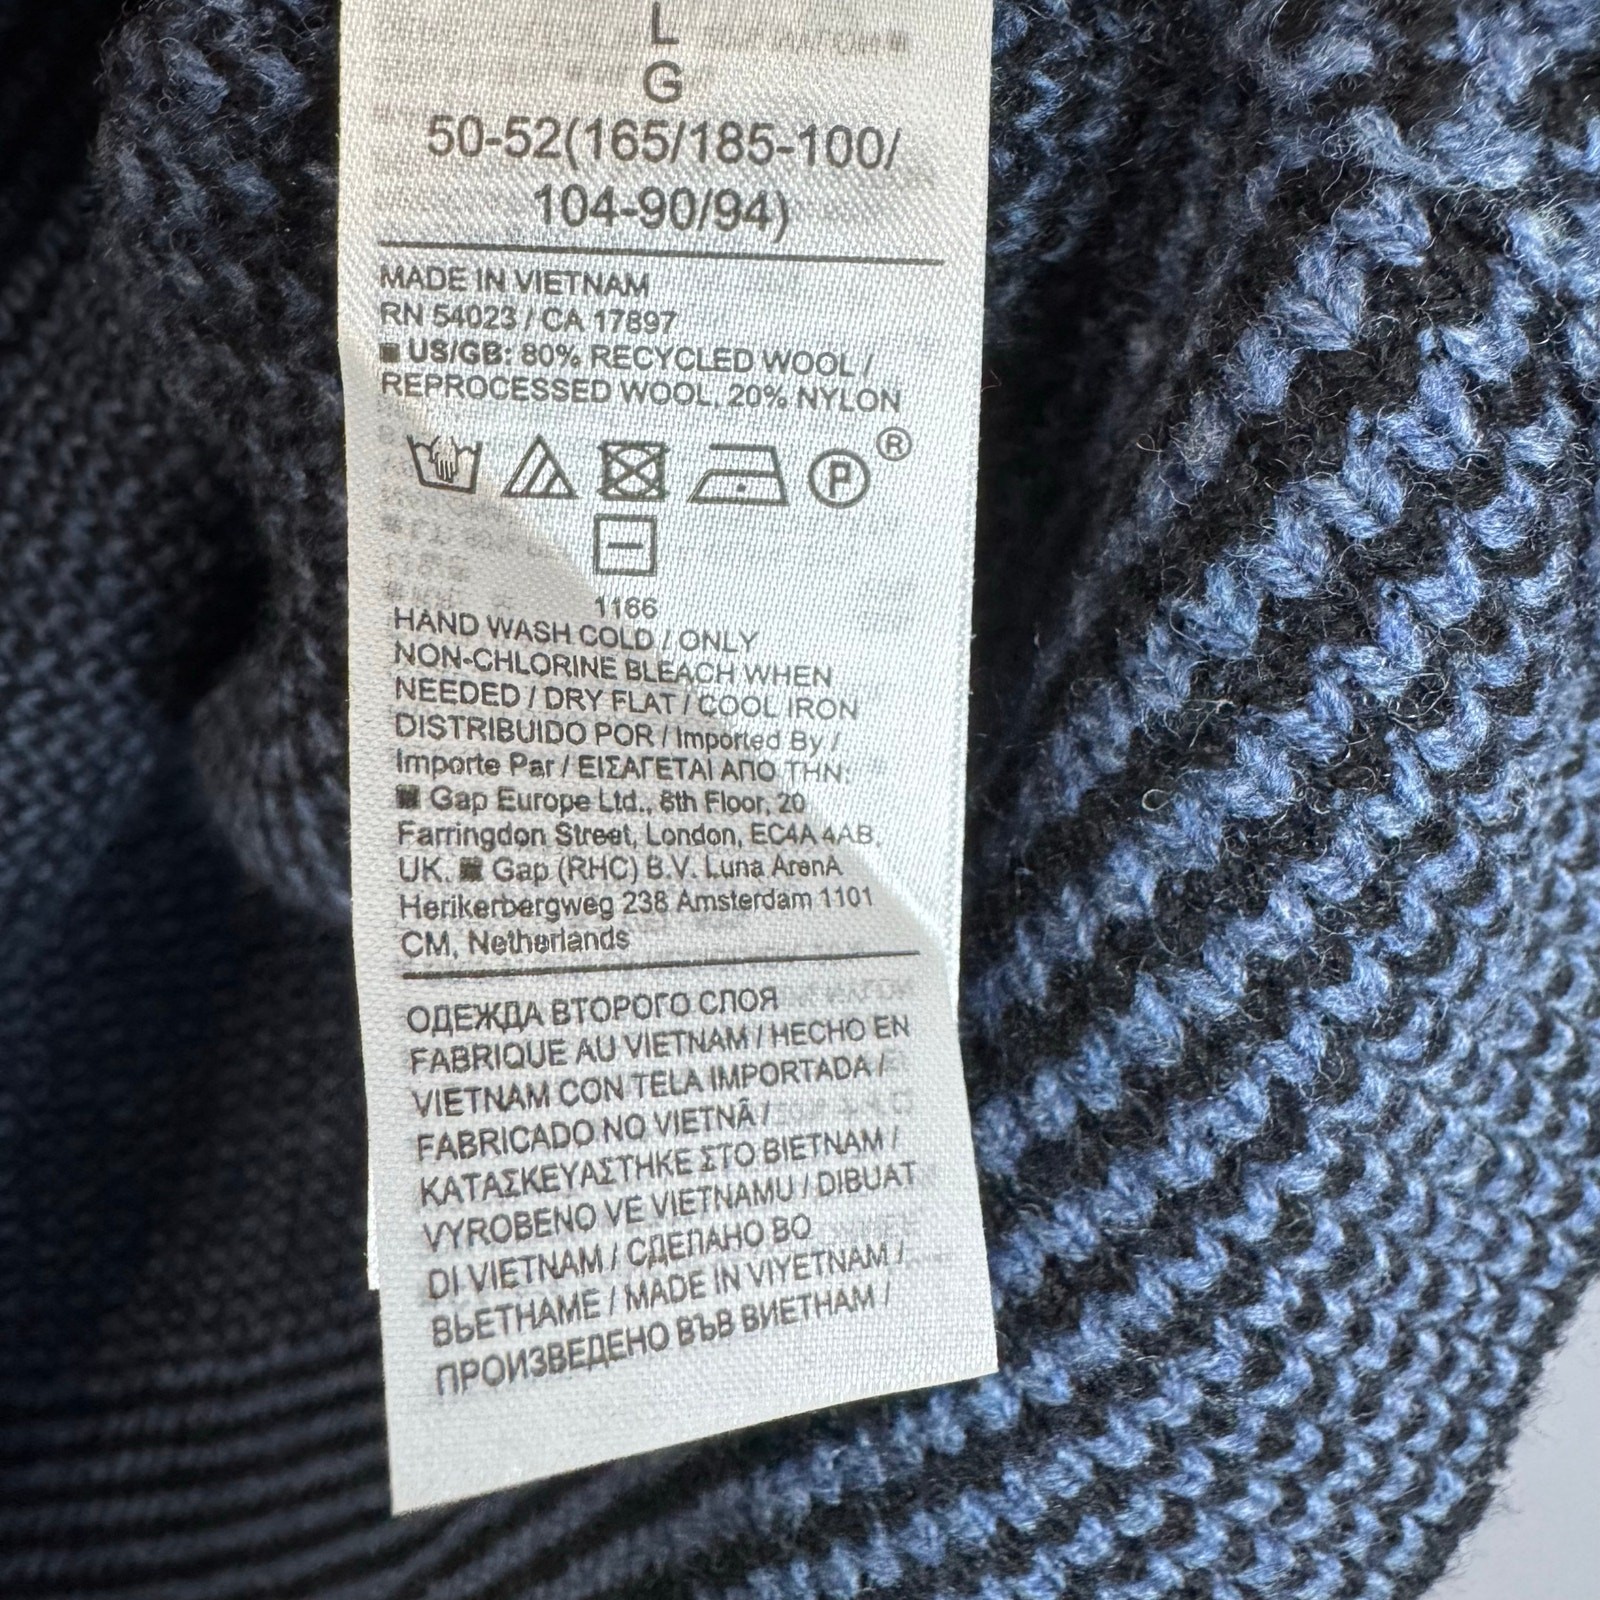 L
G
50-52(165/185-100/
104-90/94)
MADE IN VIETNAM
RN 54023 / CA 17897
US/GB: 80% RECYCLED WOOL /
REPROCESSED WOOL, 20% NYLON
P ®
1166
HAND WASH COLD / ONLY
NON-CHLORINE BLEACH WHEN
NEEDED / DRY FLAT / COOL IRON
DISTRIBUIDO POR / Imported By /
Importe Par / ΕΙΣΑΓΕΤΑΙ ΑΠΟ ΤΗΝ:
Gap Europe Ltd., 8th Floor, 20
Farringdon Street, London, EC4A 4AB,
UK. Gap (RHC) B.V. Luna ArenA
Herikerbergweg 238 Amsterdam 1101
CM, Netherlands
ОДЕЖДА ВТОРОГО СЛОЯ
FABRIQUE AU VIETNAM / HECHO EN
VIETNAM CON TELA IMPORTADA /
FABRICADO NO VIETNÃ /
ΚΑΤΑΣΚΕΥΑΣΤΗΚΕ ΣΤΟ ΒΙΕΤΝΑΜ /
VYROBENO VE VIETNAMU / DIBUAT
DI VIETNAM / СДЕЛАНО ВО
ВЬЕТНАМЕ / MADE IN VIYETNAM /
ПРОИЗВЕДЕНО ВЪВ ВИЕТНАМ /